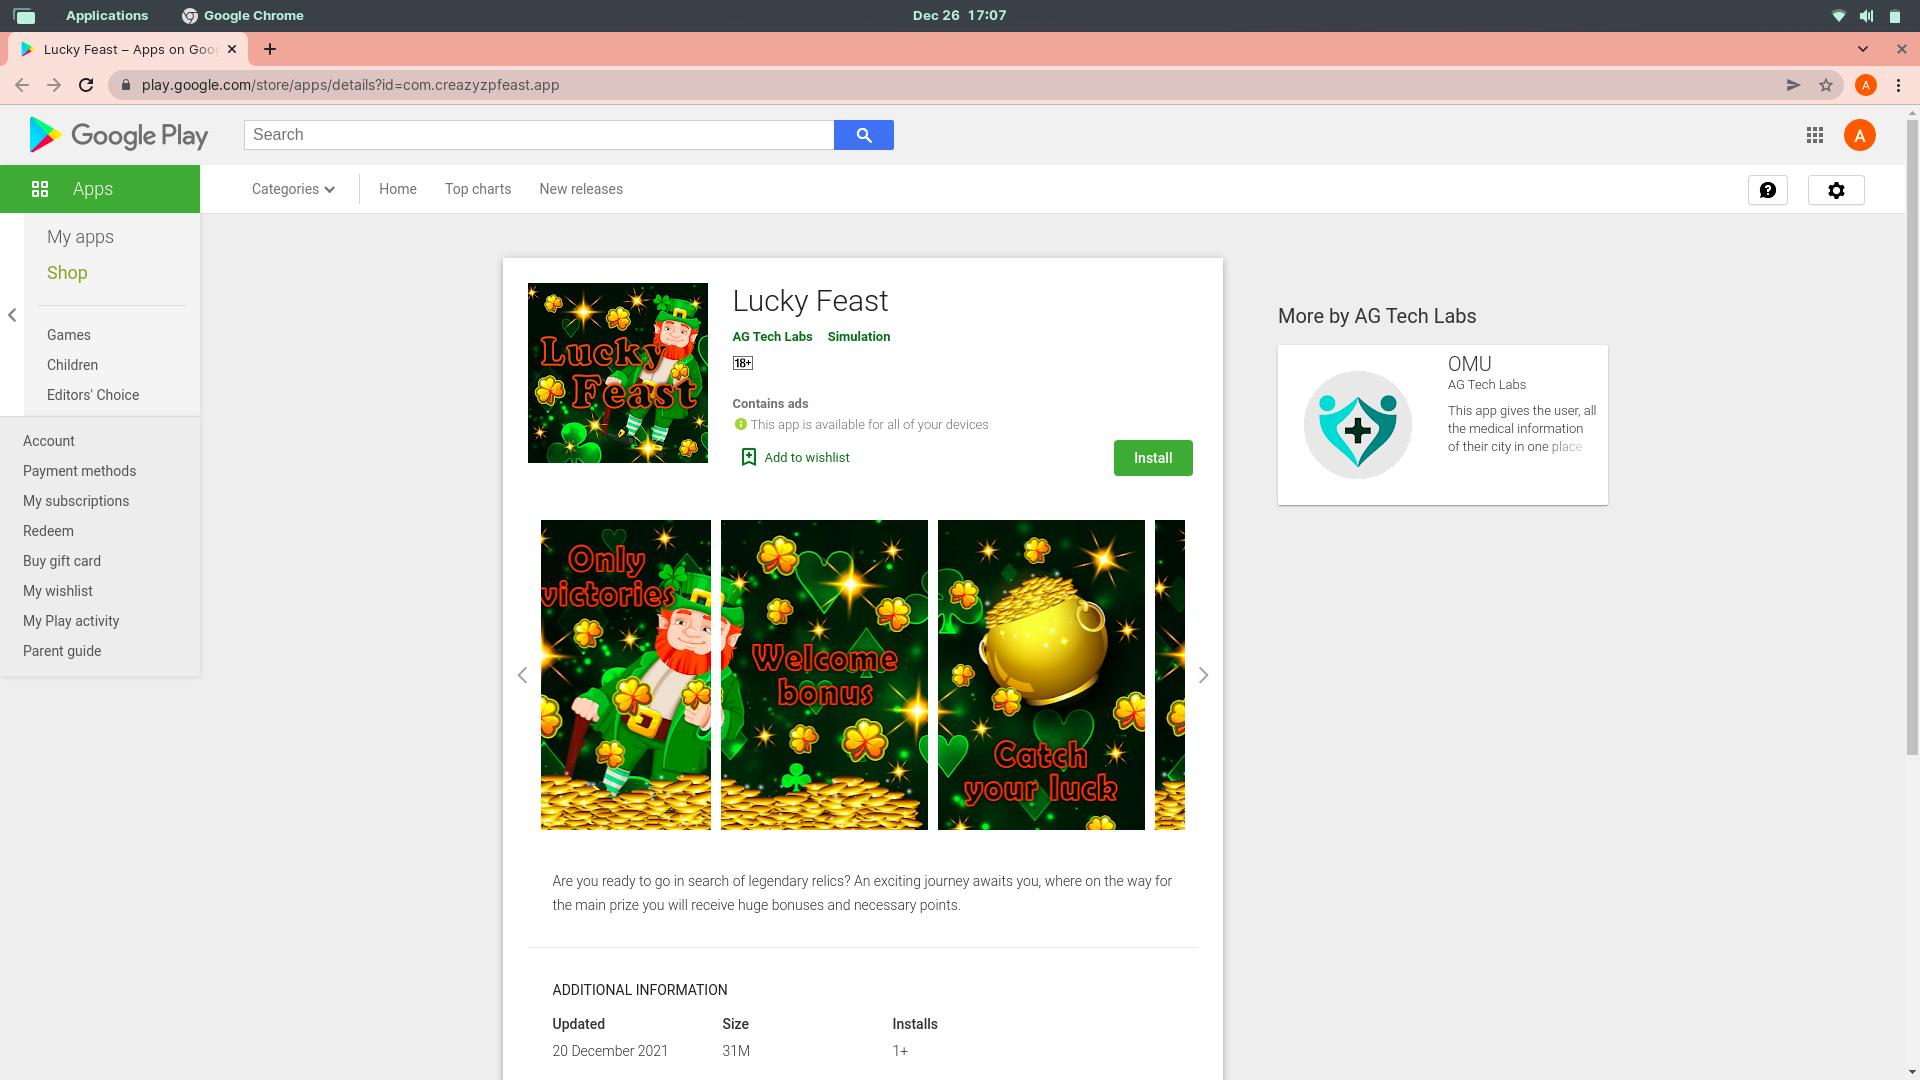 Applications
Google Chrome
Dec 26 17:07
Lucky Feast – Apps on Goo
play.google.com/store/apps/details?id=com.creazyzpfeast.app
A
Google Play
Search
A
Apps
Categories
Home
Top charts
New releases
My apps
Shop
Games
Children
Editors' Choice
Account
Payment methods
My subscriptions
Redeem
Buy gift card
My wishlist
My Play activity
Parent guide
Lucky
Feast
Lucky Feast
AG Tech Labs Simulation
18+
Contains ads
This app is available for all of your devices
Add to wishlist
Install
Only
victories
Welcome
bonus
Catch
your luck
Are you ready to go in search of legendary relics? An exciting journey awaits you, where on the way for
the main prize you will receive huge bonuses and necessary points.
ADDITIONAL INFORMATION
Updated
20 December 2021
Size
31M
Installs
1+
More by AG Tech Labs
OMU
AG Tech Labs
This app gives the user, all
the medical information
of their city in one place